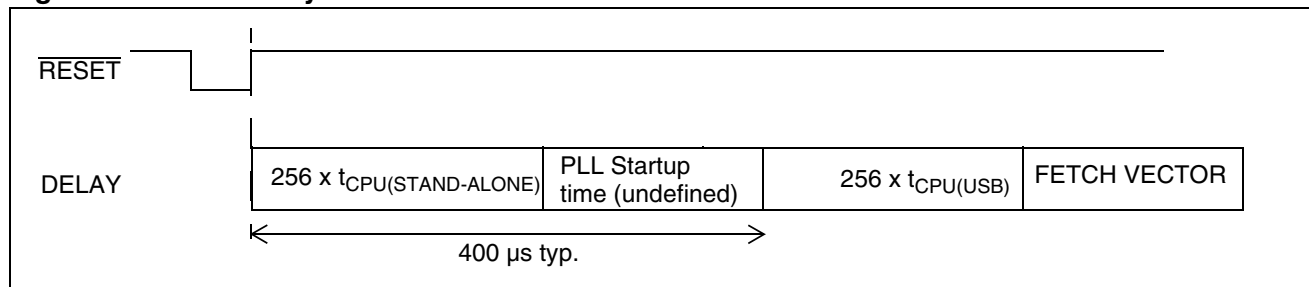 RESET
DELAY
256 x tCPU(STAND-ALONE)
PLL Startup
time (undefined)
256 x tCPU(USB)
FETCH VECTOR
400 µs typ.